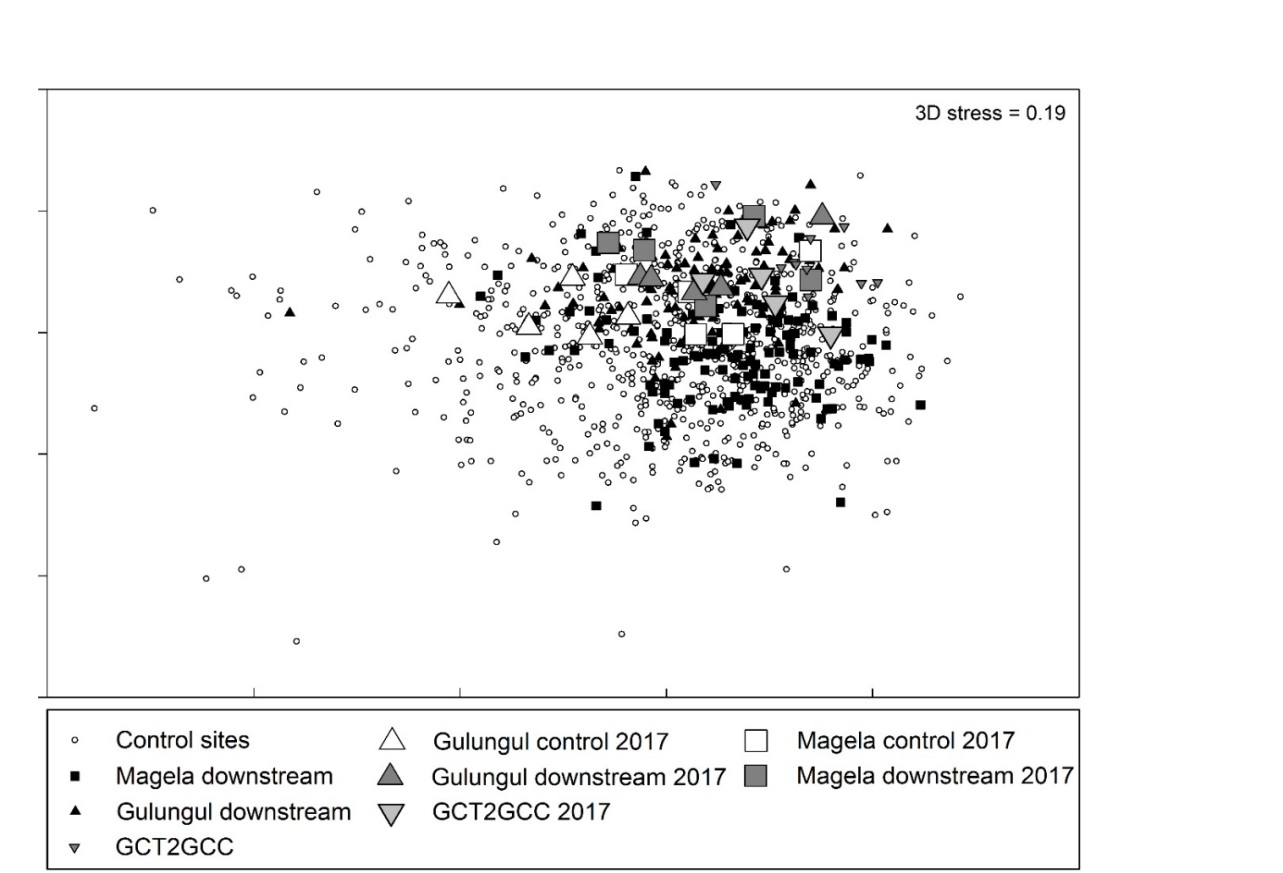 3D stress = 0.19
Control sites
Gulungul control 2017
Magela control 2017
Magela downstream
Gulungul downstream 2017
Magela downstream 2017
Gulungul downstream
GCT2GCC 2017
GCT2GCC